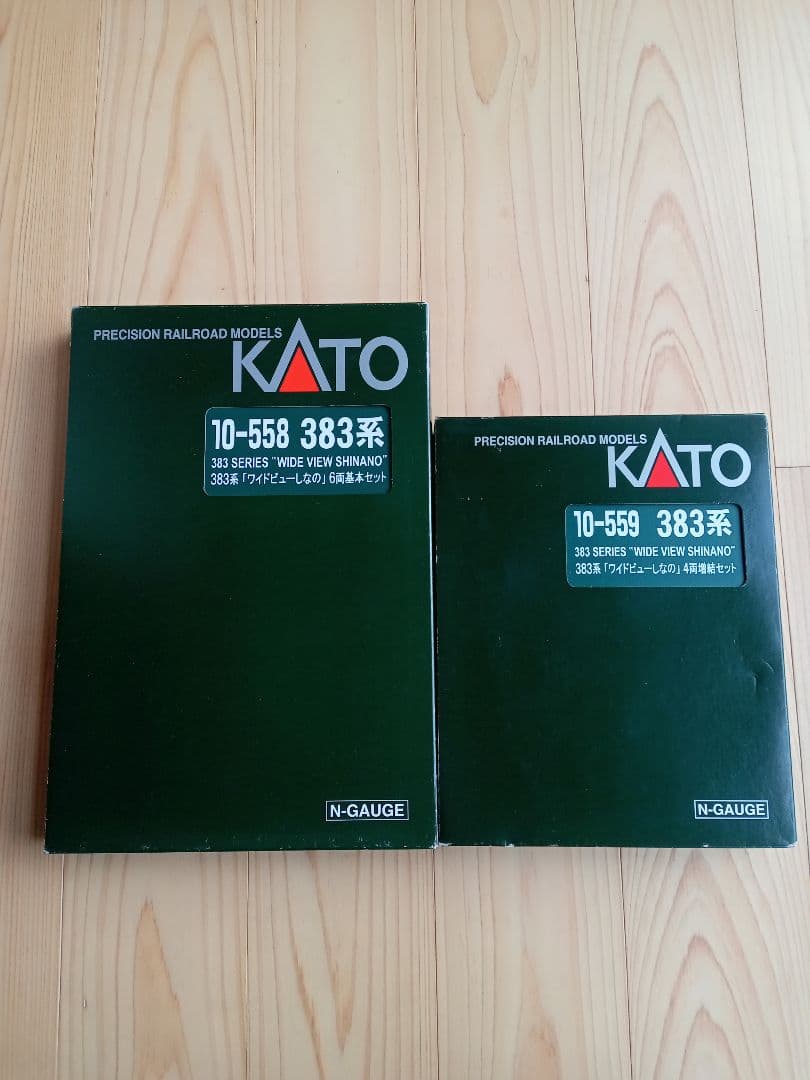 PRECISION RAILROAD MODELS
KATO
10-558 383系
383 SERIES "WIDE VIEW SHINANO"
383系「ワイドビューしなの」6両基本セット
N-GAUGE
PRECISION RAILROAD MODELS
KATO
10-559 383系
383 SERIES "WIDE VIEW SHINANO"
383系「ワイドビューしなの」4両増結セット
N-GAUGE